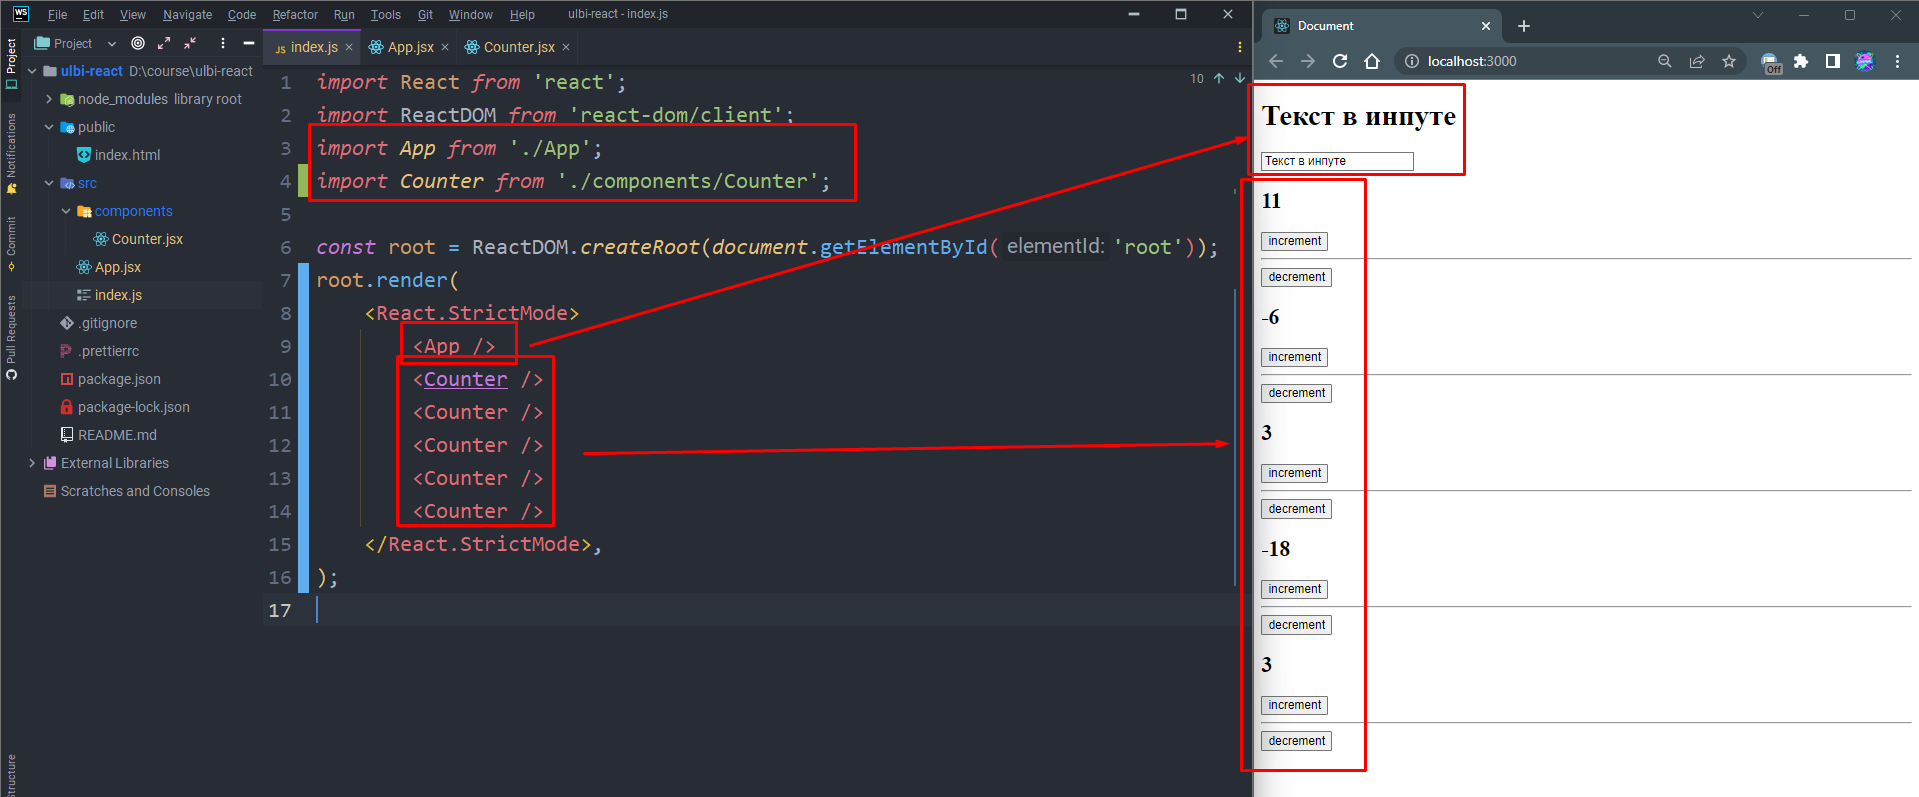 WS File Edit View Navigate Code Refactor Run Tools Git Window Help ulbi-react - index.js
Project
index.js App.jsx Counter.jsx
Project
Notifications
Commit
Pull Requests
Structure
ulbi-react D:\course\ulbi-react
node_modules library root
public
index.html
src
components
Counter.jsx
App.jsx
index.js
.gitignore
.prettierrc
package.json
package-lock.json
README.md
External Libraries
Scratches and Consoles
10
1 import React from 'react';
2 import ReactDOM from 'react-dom/client';
3 import App from './App';
4 import Counter from './components/Counter';
5
6 const root = ReactDOM.createRoot(document.getElementById( elementId: 'root'));
7 root.render(
8 <React.StrictMode>
9 <App />
10 <Counter />
11 <Counter />
12 <Counter />
13 <Counter />
14 <Counter />
15 </React.StrictMode>,
16 );
17
Document
localhost:3000
Off
Текст в инпуте
Текст в инпуте
11
increment
decrement
-6
increment
decrement
3
increment
decrement
-18
increment
decrement
3
increment
decrement